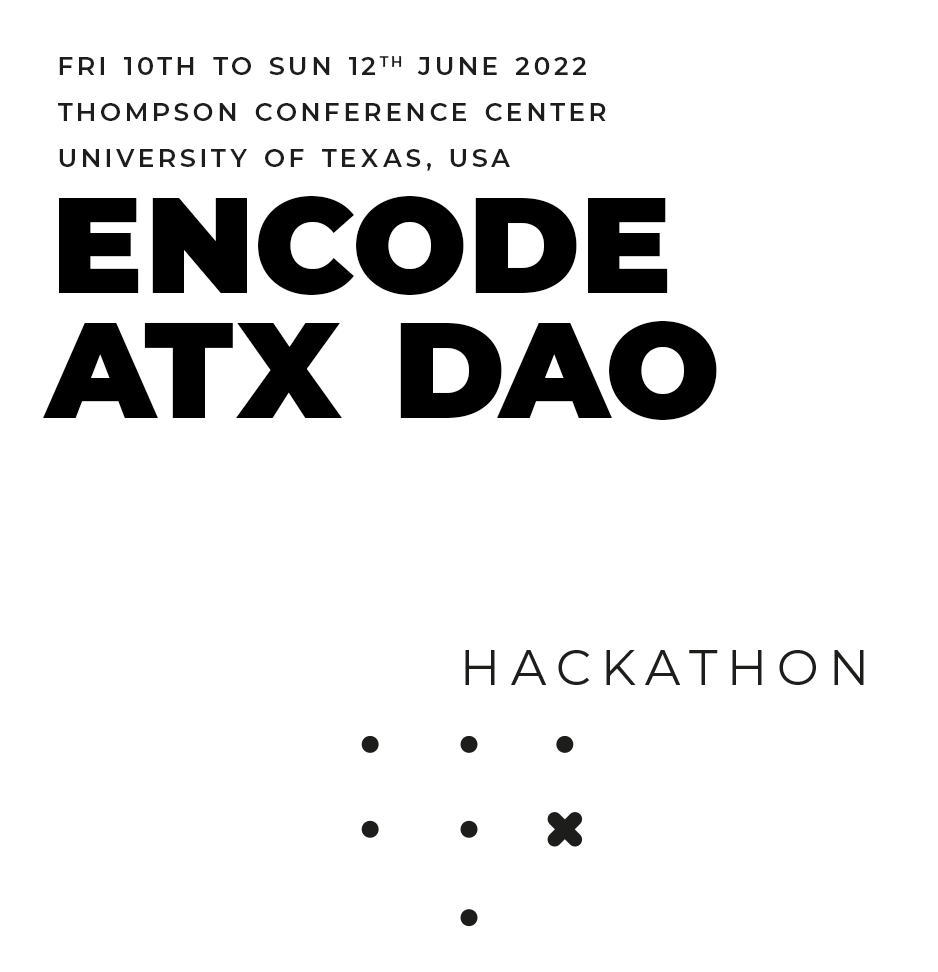 FRI 10TH TO SUN 12TH JUNE 2022
THOMPSON CONFERENCE CENTER
UNIVERSITY OF TEXAS, USA
ENCODE
ATX DAO
HACKATHON